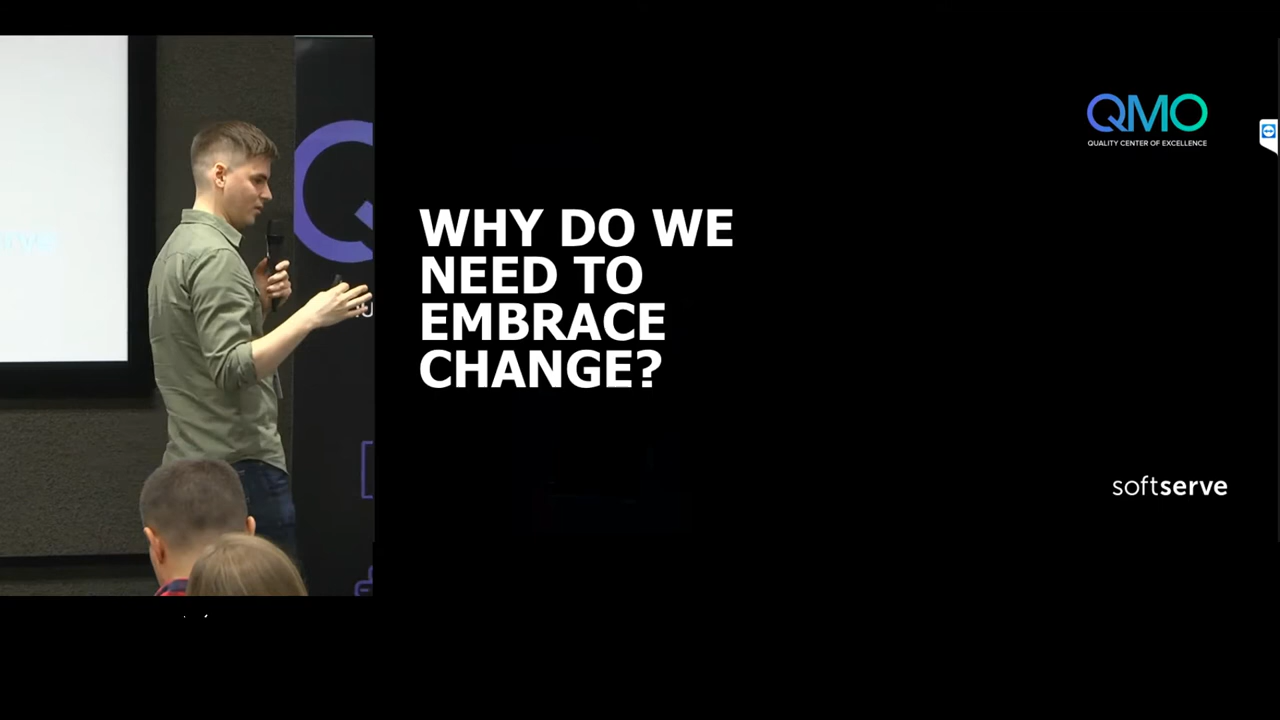 QMO
QUALITY CENTER OF EXCELLENCE
WHY DO WE
NEED TO
EMBRACE
CHANGE?
softserve